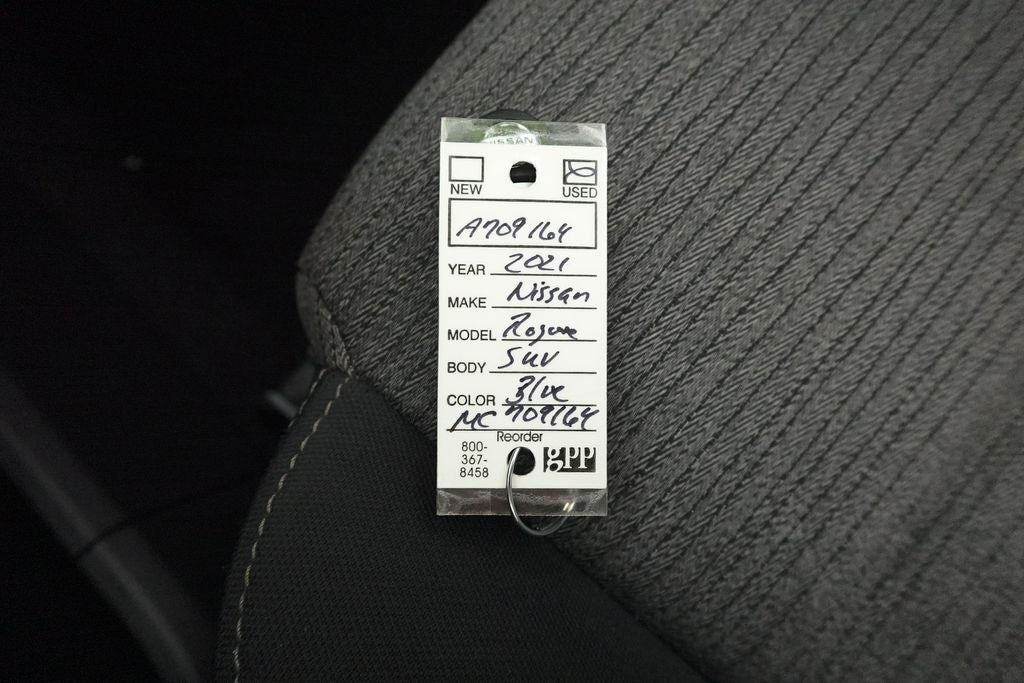 NISSAN
NEW USED
A709164
YEAR 2021
MAKE Nissan
MODEL Rogue
BODY SUV
COLOR Blue
MC 709164
Reorder
800-
367-
8458
gpp